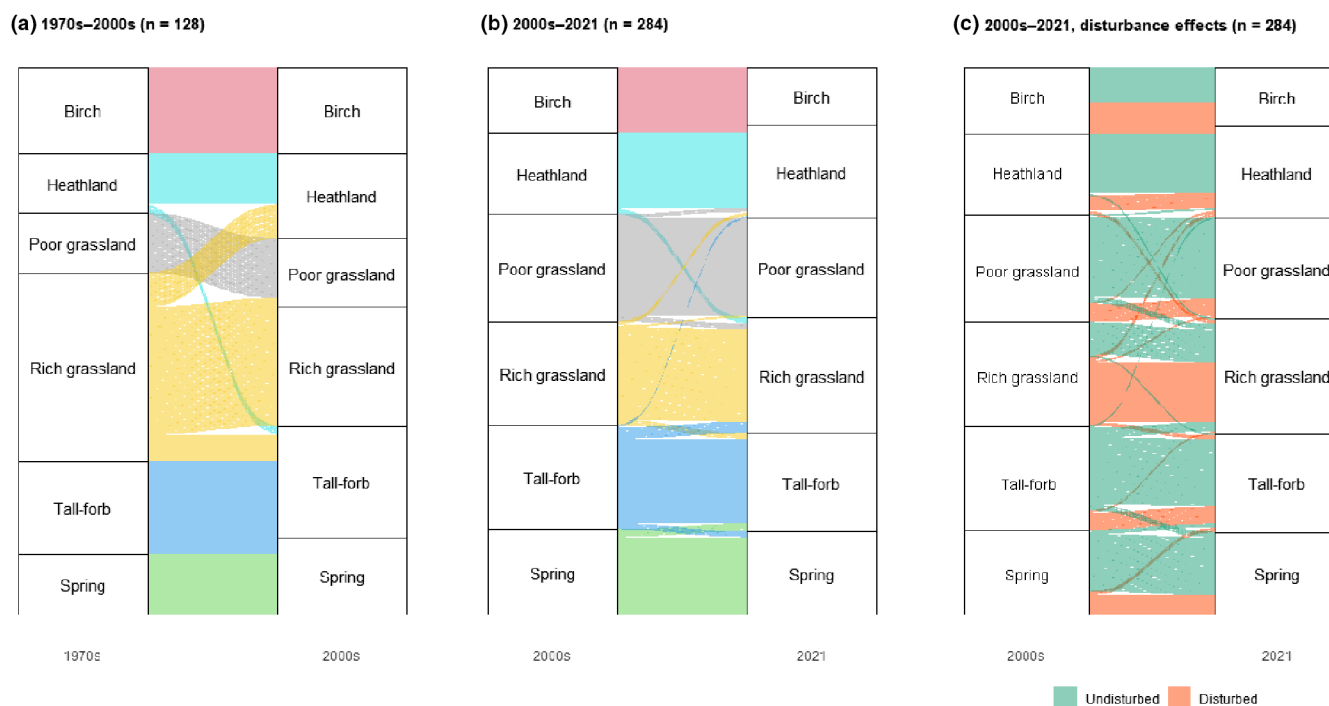 (a) 1970s–2000s (n = 128)
Birch
Heathland
Poor grassland
Rich grassland
Tall-forb
Spring
1970s
Birch
Heathland
Poor grassland
Rich grassland
Tall-forb
Spring
2000s
(b) 2000s–2021 (n = 284)
Birch
Heathland
Poor grassland
Rich grassland
Tall-forb
Spring
2000s
Birch
Heathland
Poor grassland
Rich grassland
Tall-forb
Spring
2021
(c) 2000s–2021, disturbance effects (n = 284)
Birch
Heathland
Poor grassland
Rich grassland
Tall-forb
Spring
2000s
Birch
Heathland
Poor grassland
Rich grassland
Tall-forb
Spring
2021
Undisturbed Disturbed